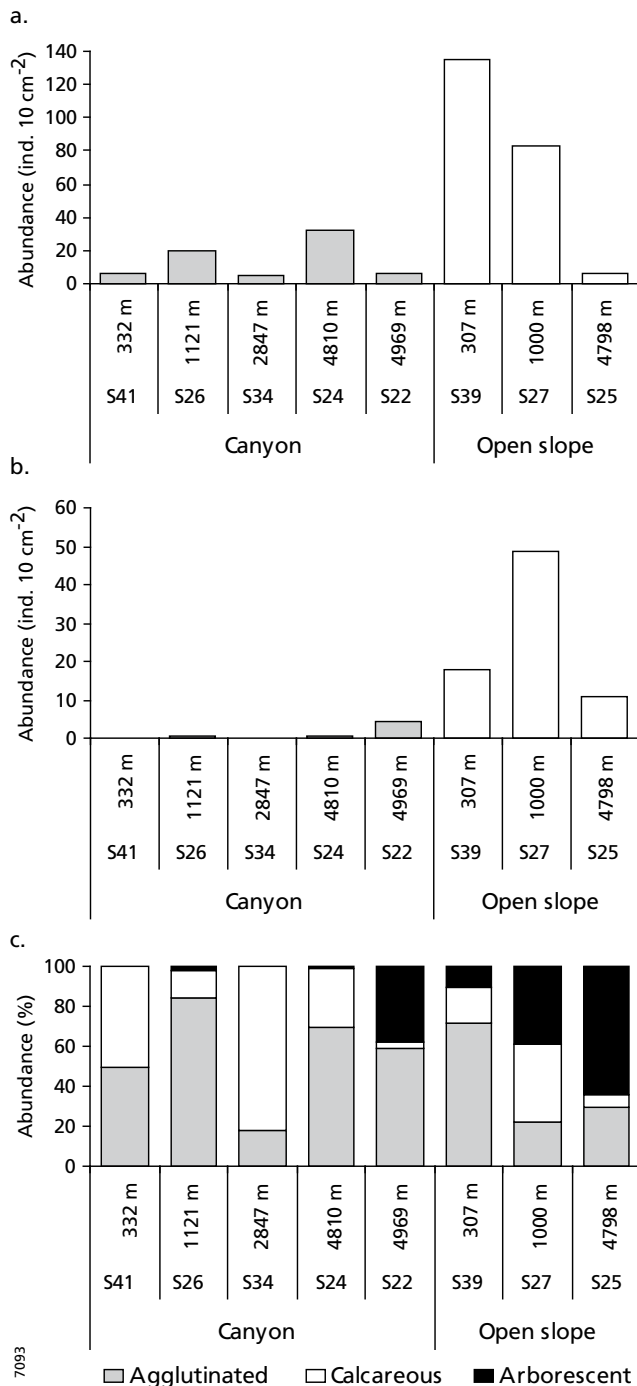 a.
Abundance (ind. 10 cm-2)
140
120
100
80
60
40
20
0
332 m
1121 m
2847 m
4810 m
4969 m
307 m
1000 m
4798 m
S41 S26 S34 S24 S22 S39 S27 S25
Canyon Open slope
b.
Abundance (ind. 10 cm-2)
60
50
40
30
20
10
0
332 m
1121 m
2847 m
4810 m
4969 m
307 m
1000 m
4798 m
S41 S26 S34 S24 S22 S39 S27 S25
Canyon Open slope
c.
Abundance (%)
100
80
60
40
20
0
332 m
1121 m
2847 m
4810 m
4969 m
307 m
1000 m
4798 m
S41 S26 S34 S24 S22 S39 S27 S25
Canyon Open slope
7093
Agglutinated Calcareous Arborescent